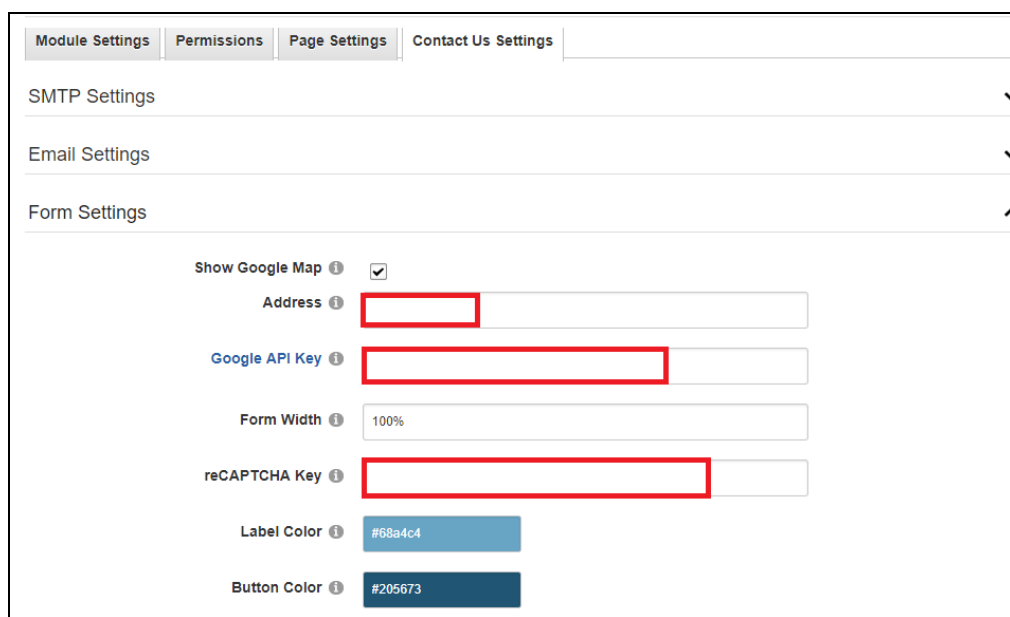 Module Settings Permissions Page Settings Contact Us Settings
SMTP Settings
Email Settings
Form Settings
Show Google Map
Address
Google API Key
Form Width 100%
reCAPTCHA Key
Label Color #68a4c4
Button Color #205673